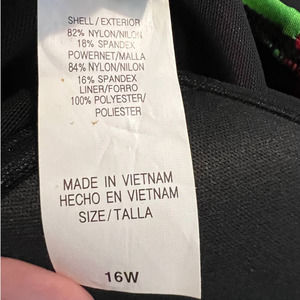 SHELL/EXTERIOR
82% NYLON/NILON
18% SPANDEX
POWERNET/MALLA
84% NYLON/NILON
16% SPANDEX
LINER/FORRO
100% POLYESTER/
POLIESTER
MADE IN VIETNAM
HECHO EN VIETNAM
SIZE/TALLA
16W